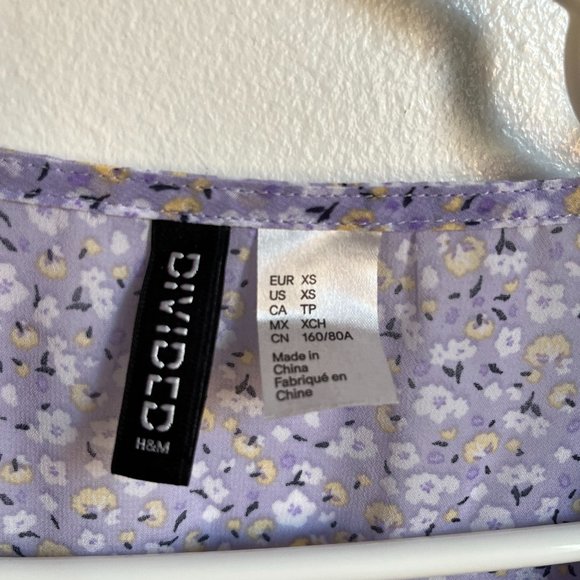 DIVIDED
H&M
EUR XS
US XS
CA TP
MX XCH
CN 160/80A
Made in
China
Fabriqué en
Chine